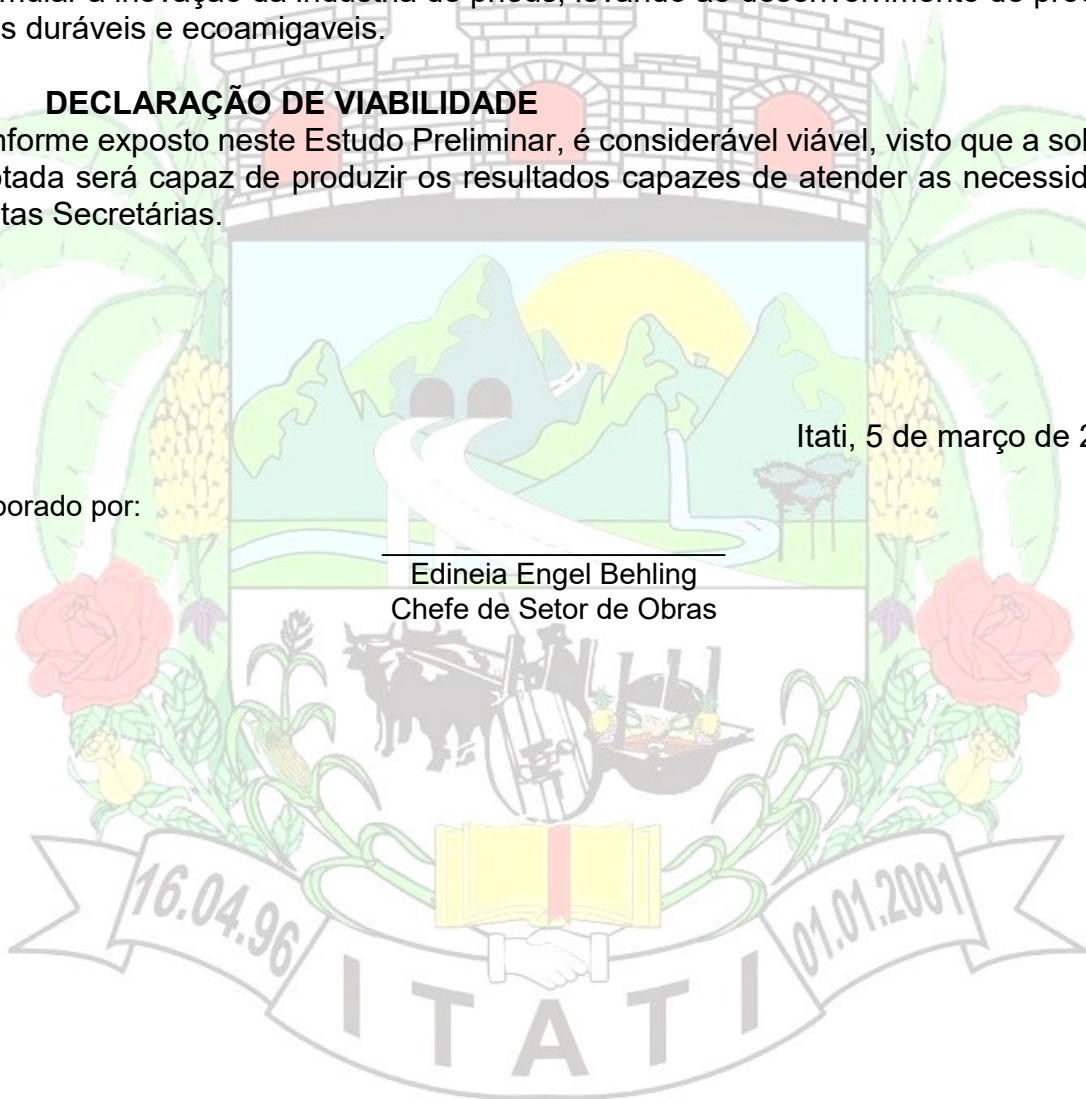 a inovação da indústria de pneus, levando ao desenvolvimento de
s duráveis e ecoamigaveis.
DECLARAÇÃO DE VIABILIDADE
nforme exposto neste Estudo Preliminar, é considerável viável, visto que a sol
otada será capaz de produzir os resultados capazes de atender as necessid
tas Secretárias.
Itati, 5 de março de 2
borado por:
Edineia Engel Behling
Chefe de Setor de Obras
16.04.96
01.01.2001
ITATI